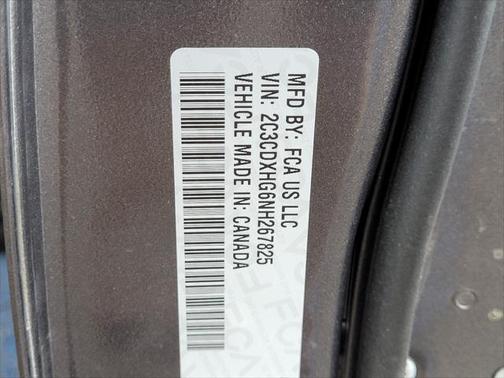 MFD BY: FCA US LLC
VIN: 2C3CDXHG6NH267825
VEHICLE MADE IN: CANADA